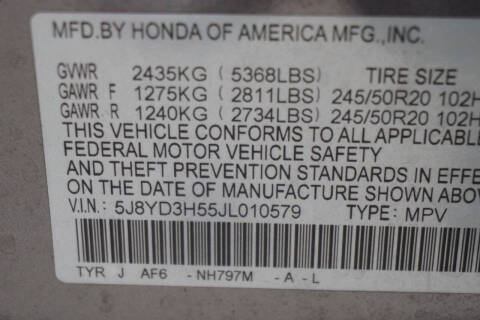 MFD.BY HONDA OF AMERICA MFG.,INC.
GVWR 2435KG ( 5368LBS ) TIRE SIZE
GAWR F 1275KG ( 2811LBS ) 245/50R20 102H
GAWR R 1240KG ( 2734LBS ) 245/50R20 102H
THIS VEHICLE CONFORMS TO ALL APPLICABLE
FEDERAL MOTOR VEHICLE SAFETY
AND THEFT PREVENTION STANDARDS IN EFFE
ON THE DATE OF MANUFACTURE SHOWN ABO
V.I.N: 5J8YD3H55JL010579 TYPE: MPV
TYR J AF6 - NH797M - A - L